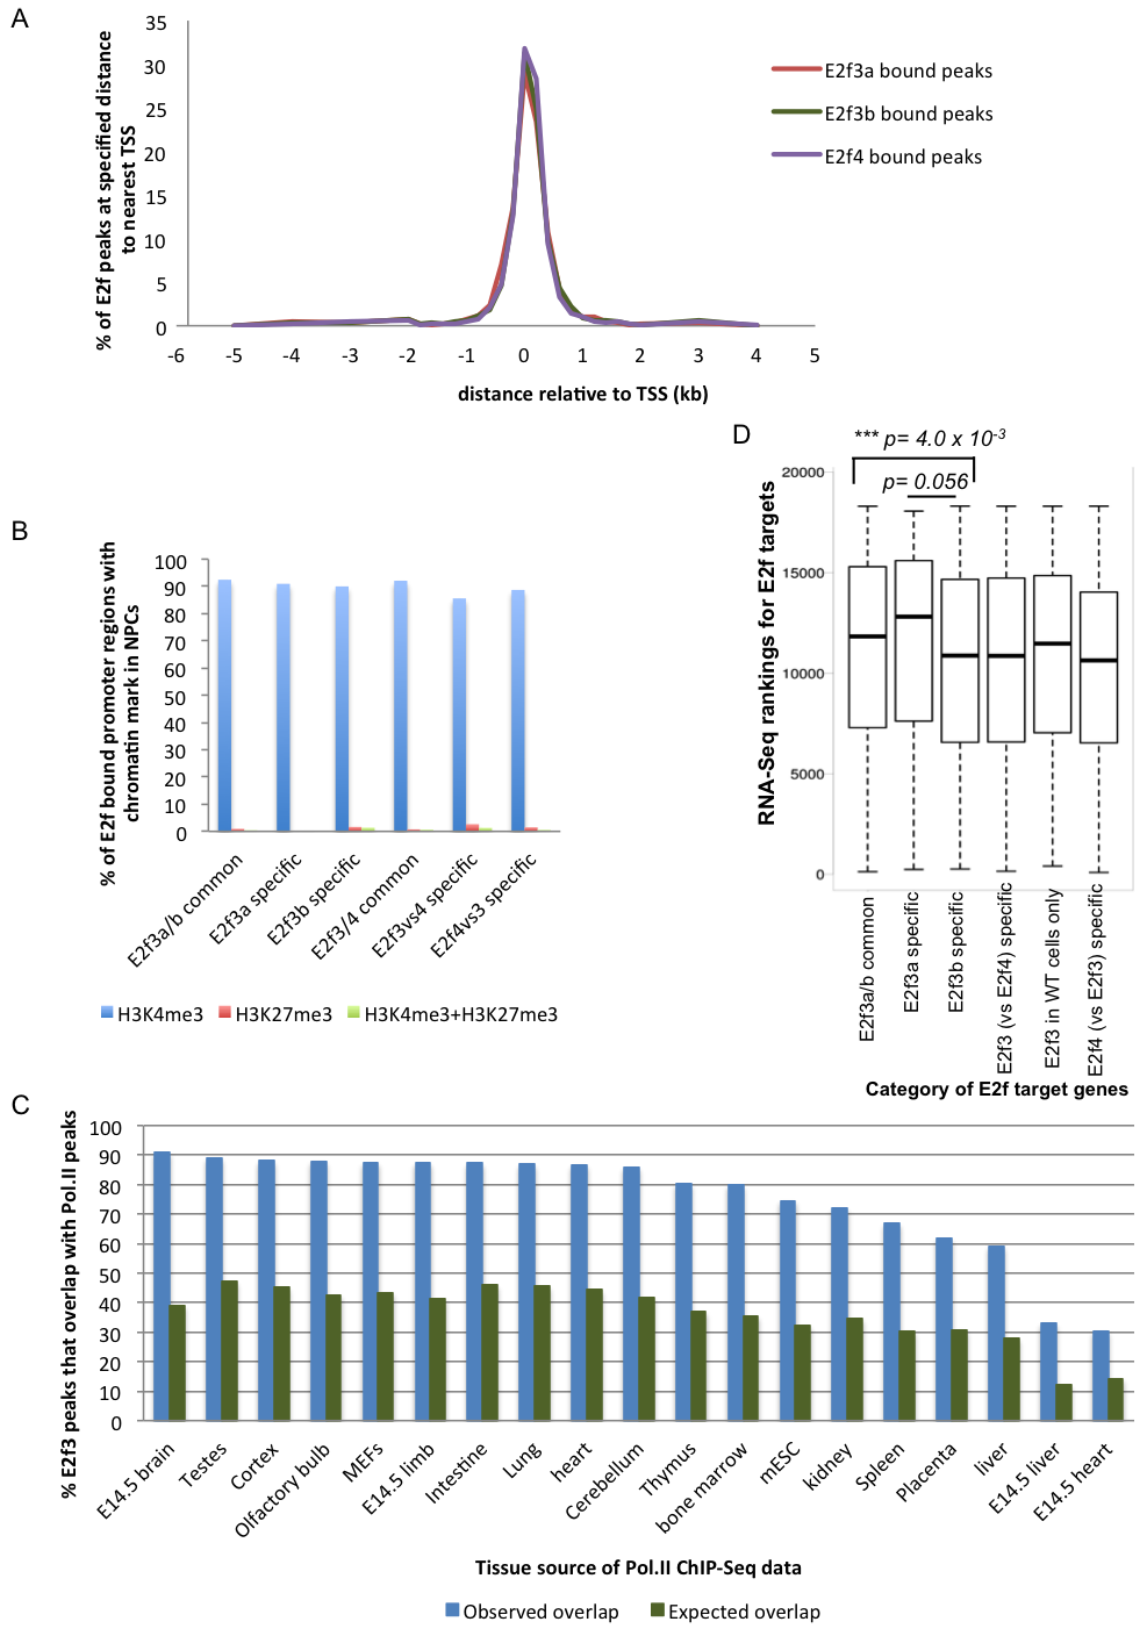 A
35
30
25
20
15
10
5
0
% of E2f peaks at specified distance
to nearest TSS
-6 -5 -4 -3 -2 -1 0 1 2 3 4 5
distance relative to TSS (kb)
E2f3a bound peaks
E2f3b bound peaks
E2f4 bound peaks
B
100
90
80
70
60
50
40
30
20
10
0
% of E2f bound promoter regions with
chromatin mark in NPCs
E2f3a/b common
E2f3a specific
E2f3b specific
E2f3/4 common
E2f3vs4 specific
E2f4vs3 specific
H3K4me3 H3K27me3 H3K4me3+H3K27me3
D
*** p= 4.0 x 10-3
p= 0.056
20000
15000
10000
5000
0
RNA-Seq rankings for E2f targets
E2f3a/b common
E2f3a specific
E2f3b specific
E2f3 (vs E2f4) specific
E2f3 in WT cells only
E2f4 (vs E2f3) specific
Category of E2f target genes
C
100
90
80
70
60
50
40
30
20
10
0
% E2f3 peaks that overlap with Pol.II peaks
E14.5 brain
Testes
Cortex
Olfactory bulb
MEFs
E14.5 limb
Intestine
Lung
heart
Cerebellum
Thymus
bone marrow
mESC
kidney
Spleen
Placenta
liver
E14.5 liver
E14.5 heart
Tissue source of Pol.II ChIP-Seq data
Observed overlap Expected overlap